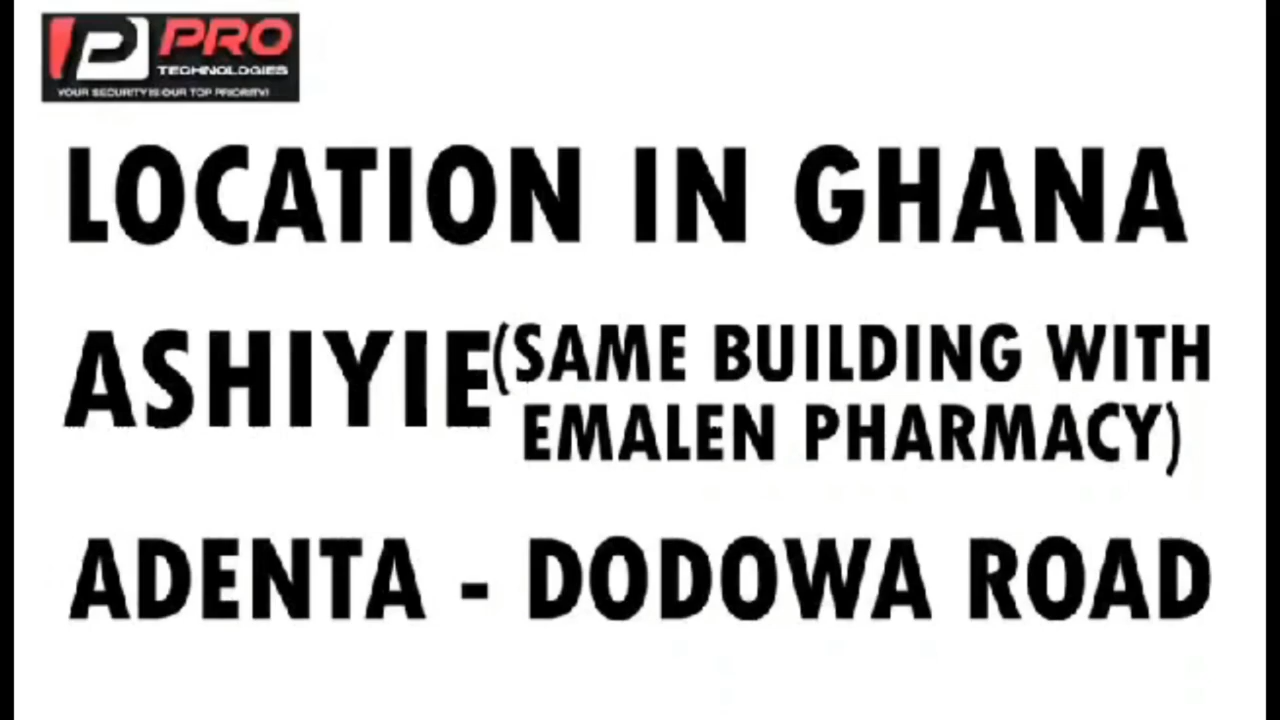 PRO
TECHNOLOGIES
YOUR SECURITY IS OUR TOP PRIORITY!
LOCATION IN GHANA
ASHIYIE (SAME BUILDING WITH
EMALEN PHARMACY)
ADENTA - DODOWA ROAD